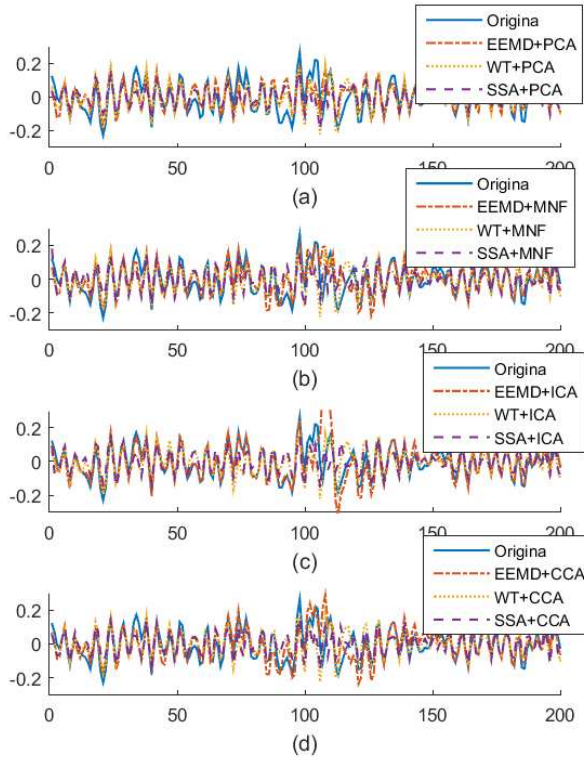 Origina
EEMD+PCA
WT+PCA
SSA+PCA
0.2
0
-0.2
0 50 100 150 200
(a)
Origina
EEMD+MNF
WT+MNF
SSA+MNF
0.2
0
-0.2
0 50 100 150 200
(b)
Origina
EEMD+ICA
WT+ICA
SSA+ICA
0.2
0
-0.2
0 50 100 150 200
(c)
Origina
EEMD+CCA
WT+CCA
SSA+CCA
0.2
0
-0.2
0 50 100 150 200
(d)